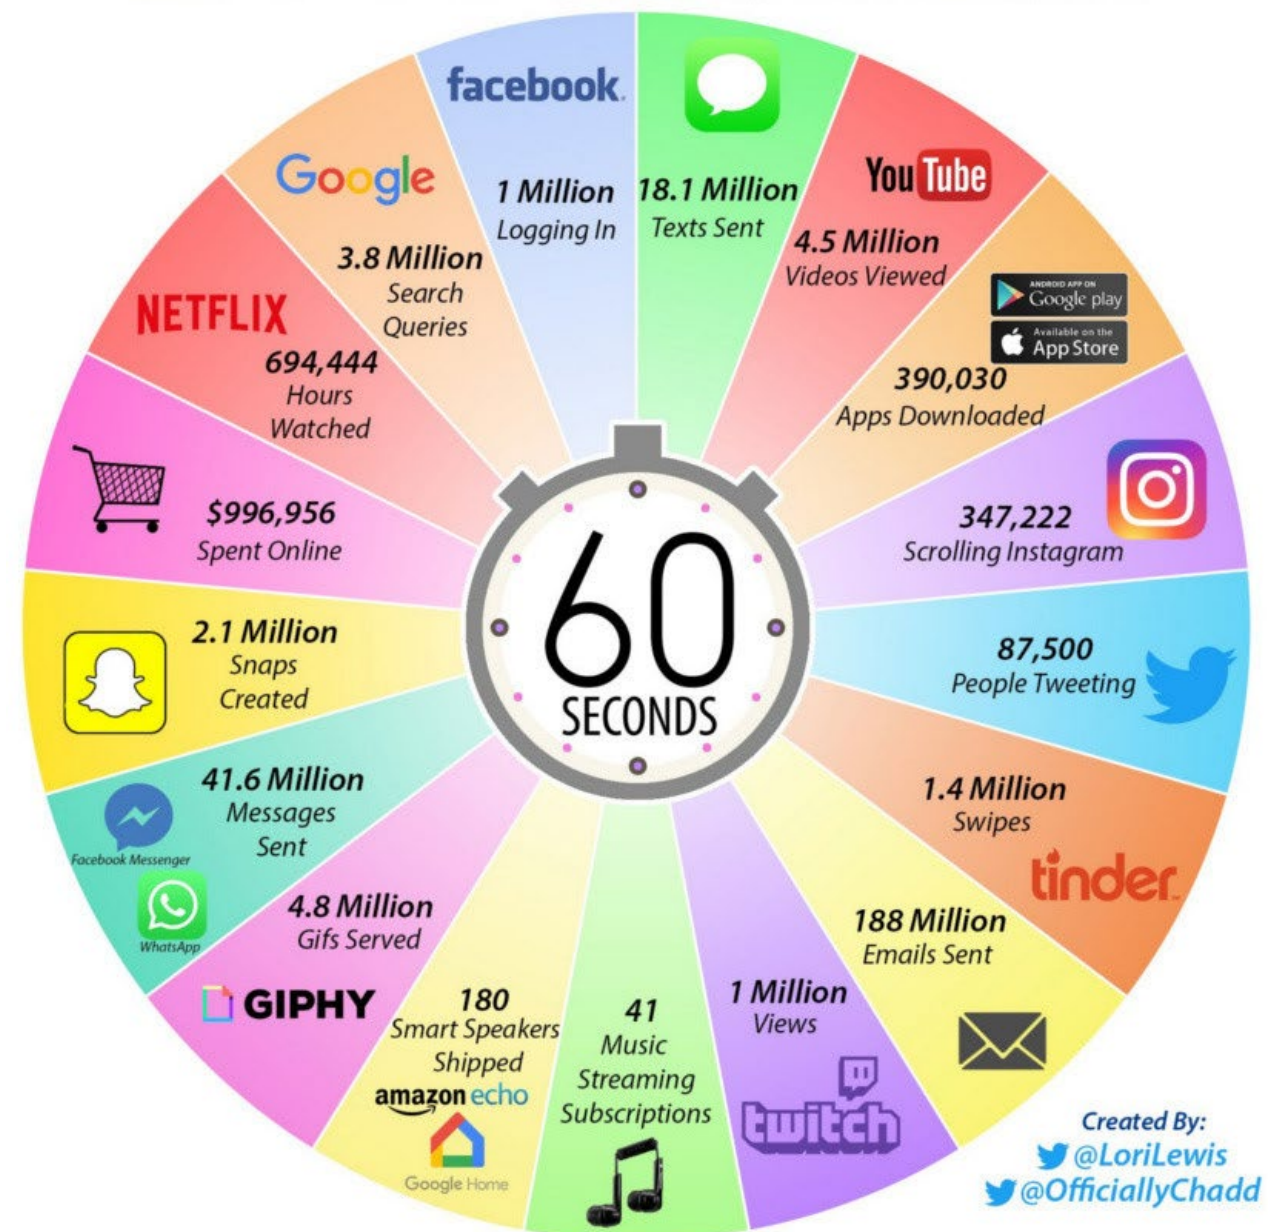 facebook
1 Million
Logging In
18.1 Million
Texts Sent
YouTube
4.5 Million
Videos Viewed
ANDROID APP ON
Google play
Available on the
App Store
390,030
Apps Downloaded
347,222
Scrolling Instagram
87,500
People Tweeting
1.4 Million
Swipes
tinder
188 Million
Emails Sent
1 Million
Views
twitch
41
Music
Streaming
Subscriptions
180
Smart Speakers
Shipped
amazon echo
Google Home
4.8 Million
Gifs Served
GIPHY
41.6 Million
Messages
Sent
Facebook Messenger
WhatsApp
2.1 Million
Snaps
Created
$996,956
Spent Online
NETFLIX
694,444
Hours
Watched
Google
3.8 Million
Search
Queries
60
SECONDS
Created By:
@LoriLewis
@OfficiallyChadd